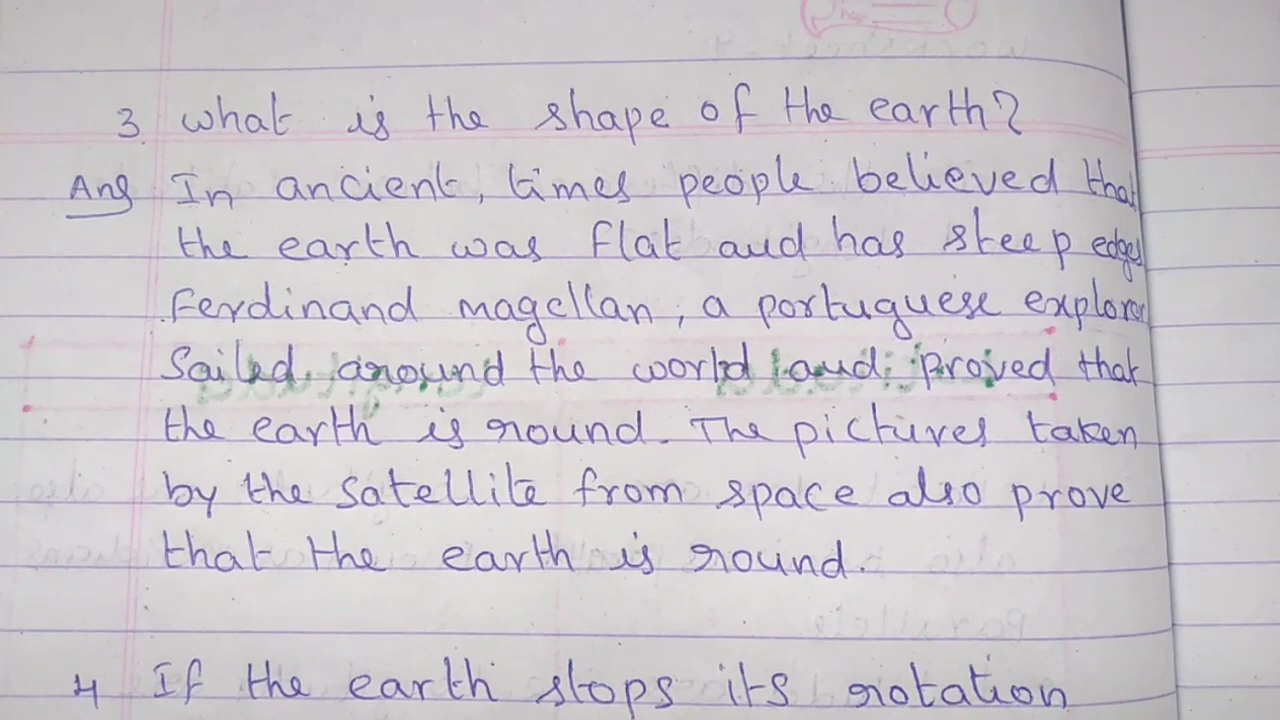 3 what is the shape of the earth?
Ans In ancient, times people believed that
the earth was flat and has steep edges
Ferdinand magellan, a portuguese explorer
Sailed around the world and proved that
the earth is round. The pictures taken
by the satellite from space also prove
that the earth is round.
4 If the earth stops its rotation